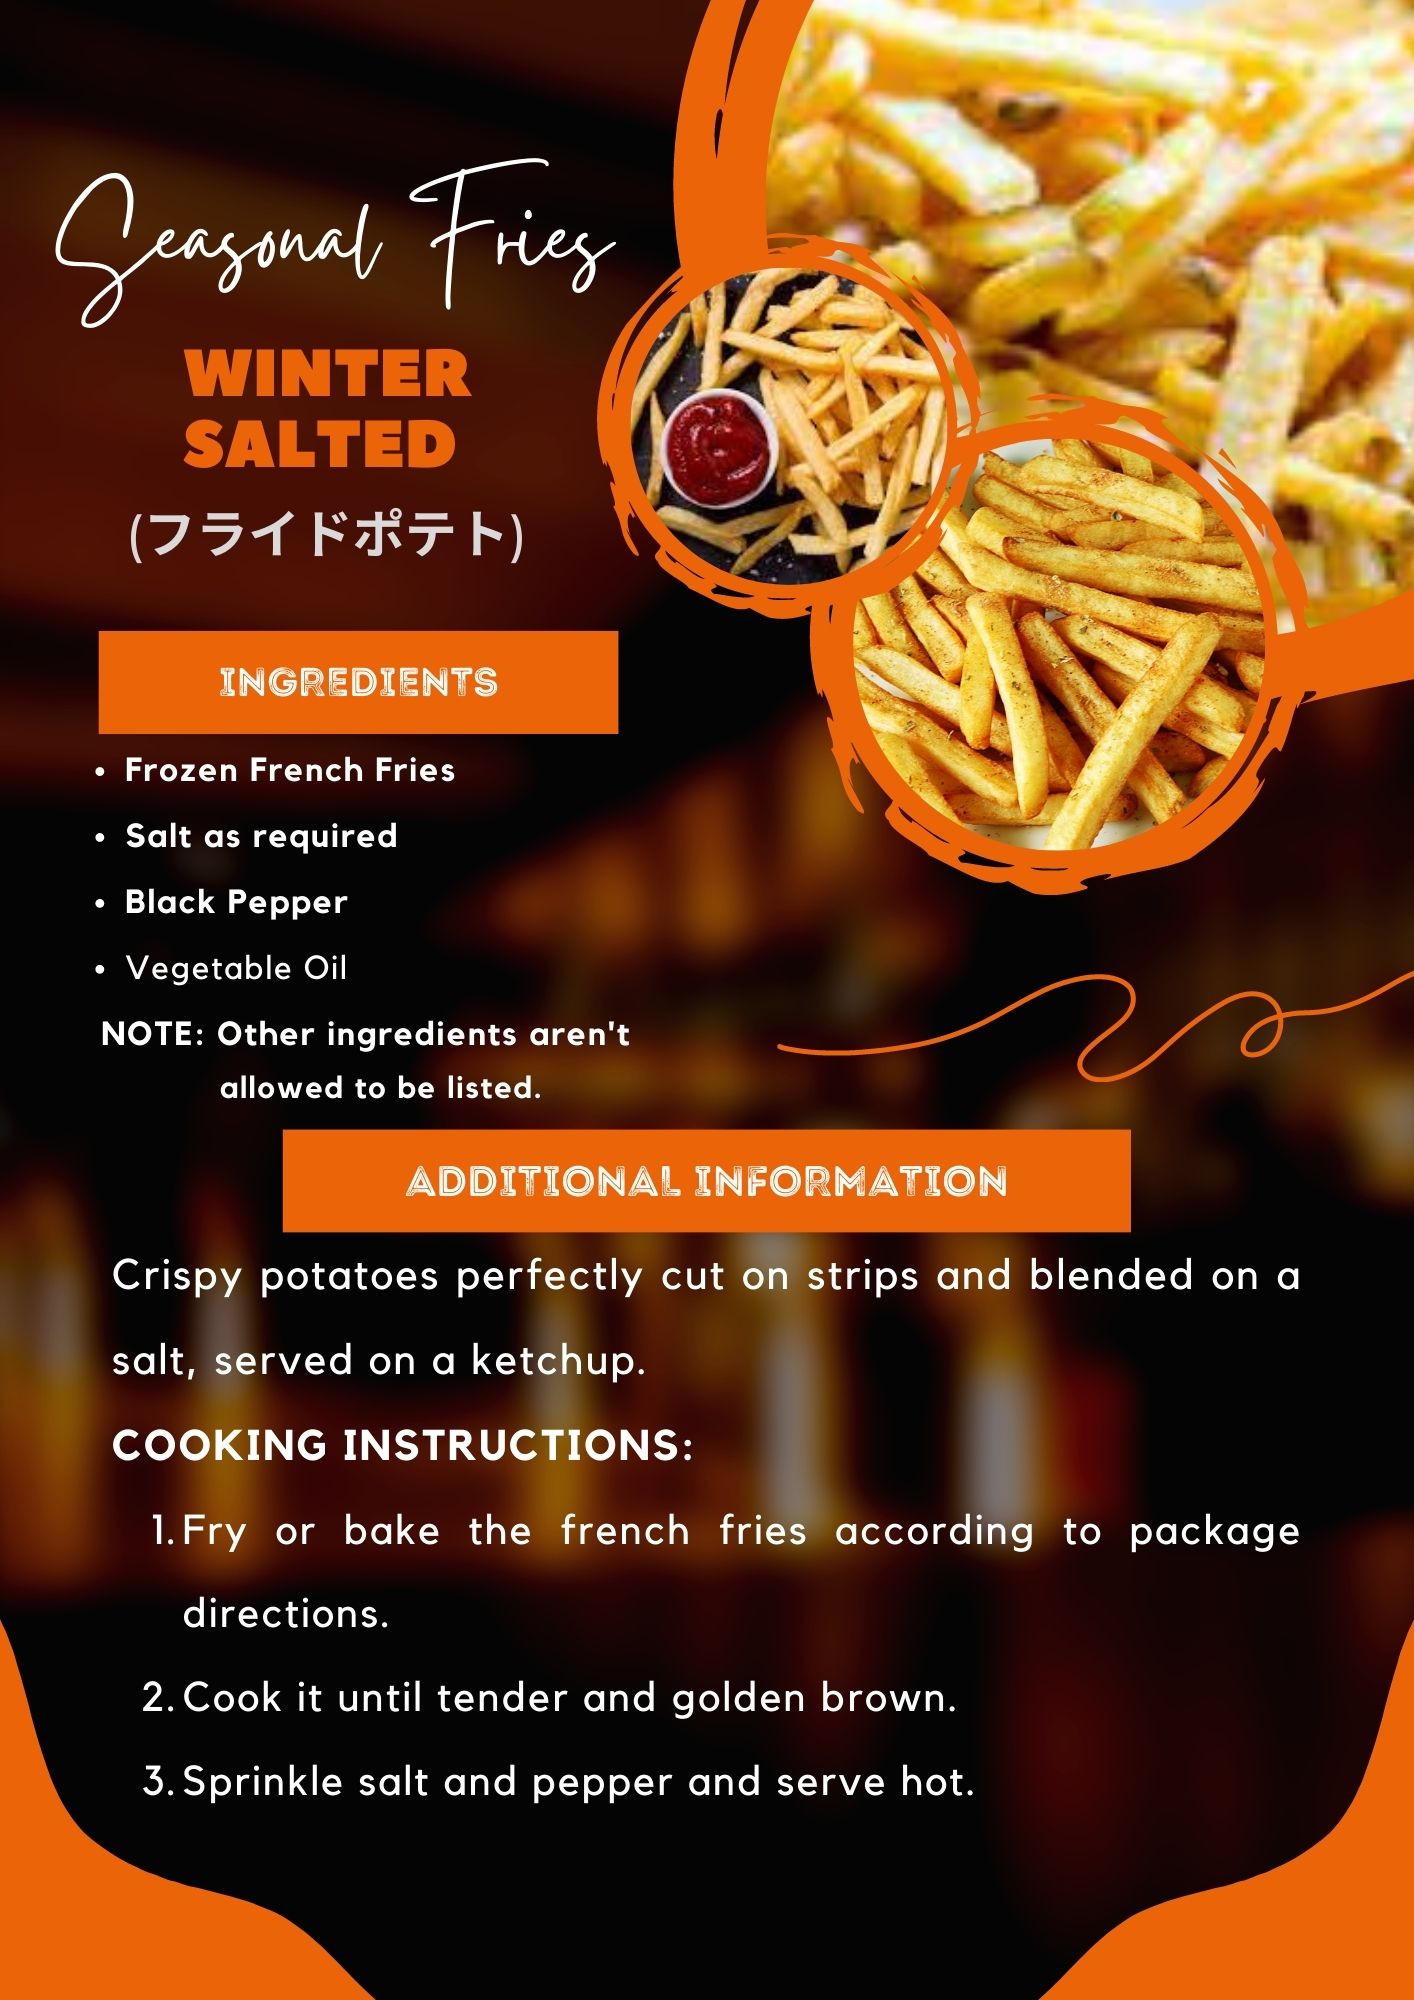 Seasonal Fries
WINTER
SALTED
(フライドポテト)
INGREDIENTS
• Frozen French Fries
• Salt as required
• Black Pepper
• Vegetable Oil
NOTE: Other ingredients aren't
allowed to be listed.
ADDITIONAL INFORMATION
Crispy potatoes perfectly cut on strips and blended on a
salt, served on a ketchup.
COOKING INSTRUCTIONS:
1. Fry or bake the french fries according to package
directions.
2. Cook it until tender and golden brown.
3. Sprinkle salt and pepper and serve hot.